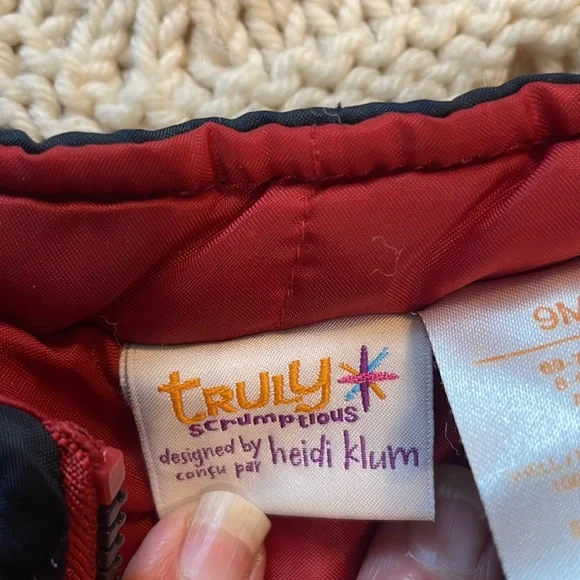 truly
scrumptious
designed by heidi klum
conçu par
9M